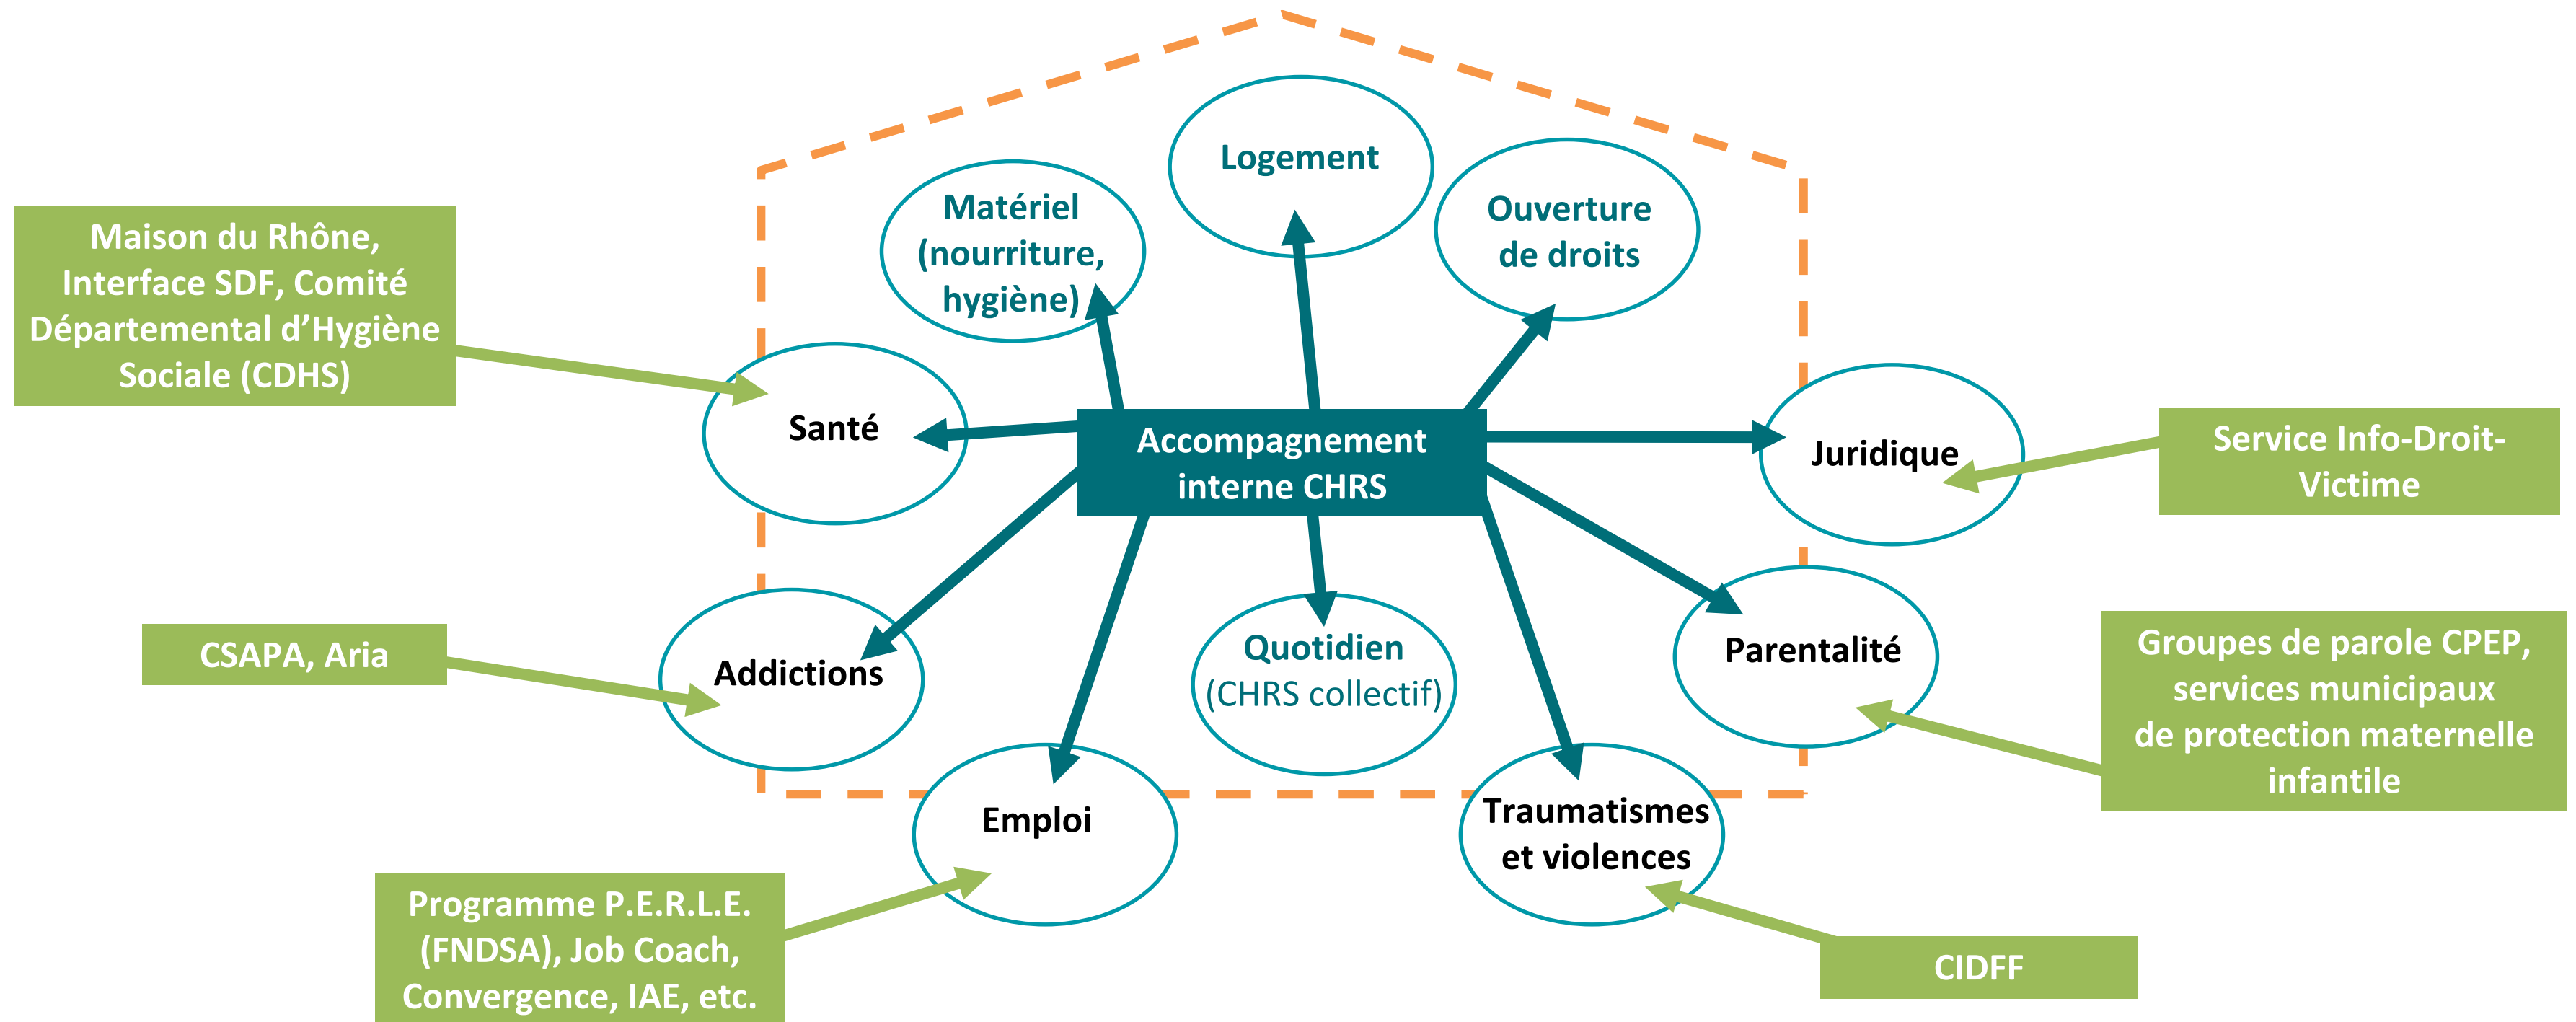 Logement
Matériel
(nourriture,
hygiène)
Ouverture
de droits
Maison du Rhône,
Interface SDF, Comité
Départemental d’Hygiène
Sociale (CDHS)
Santé
Accompagnement
interne CHRS
Juridique
Service Info-Droit-
Victime
CSAPA, Aria
Addictions
Quotidien
(CHRS collectif)
Parentalité
Groupes de parole CPEP,
services municipaux
de protection maternelle
infantile
Emploi
Traumatismes
et violences
Programme P.E.R.L.E.
(FNDSA), Job Coach,
Convergence, IAE, etc.
CIDFF